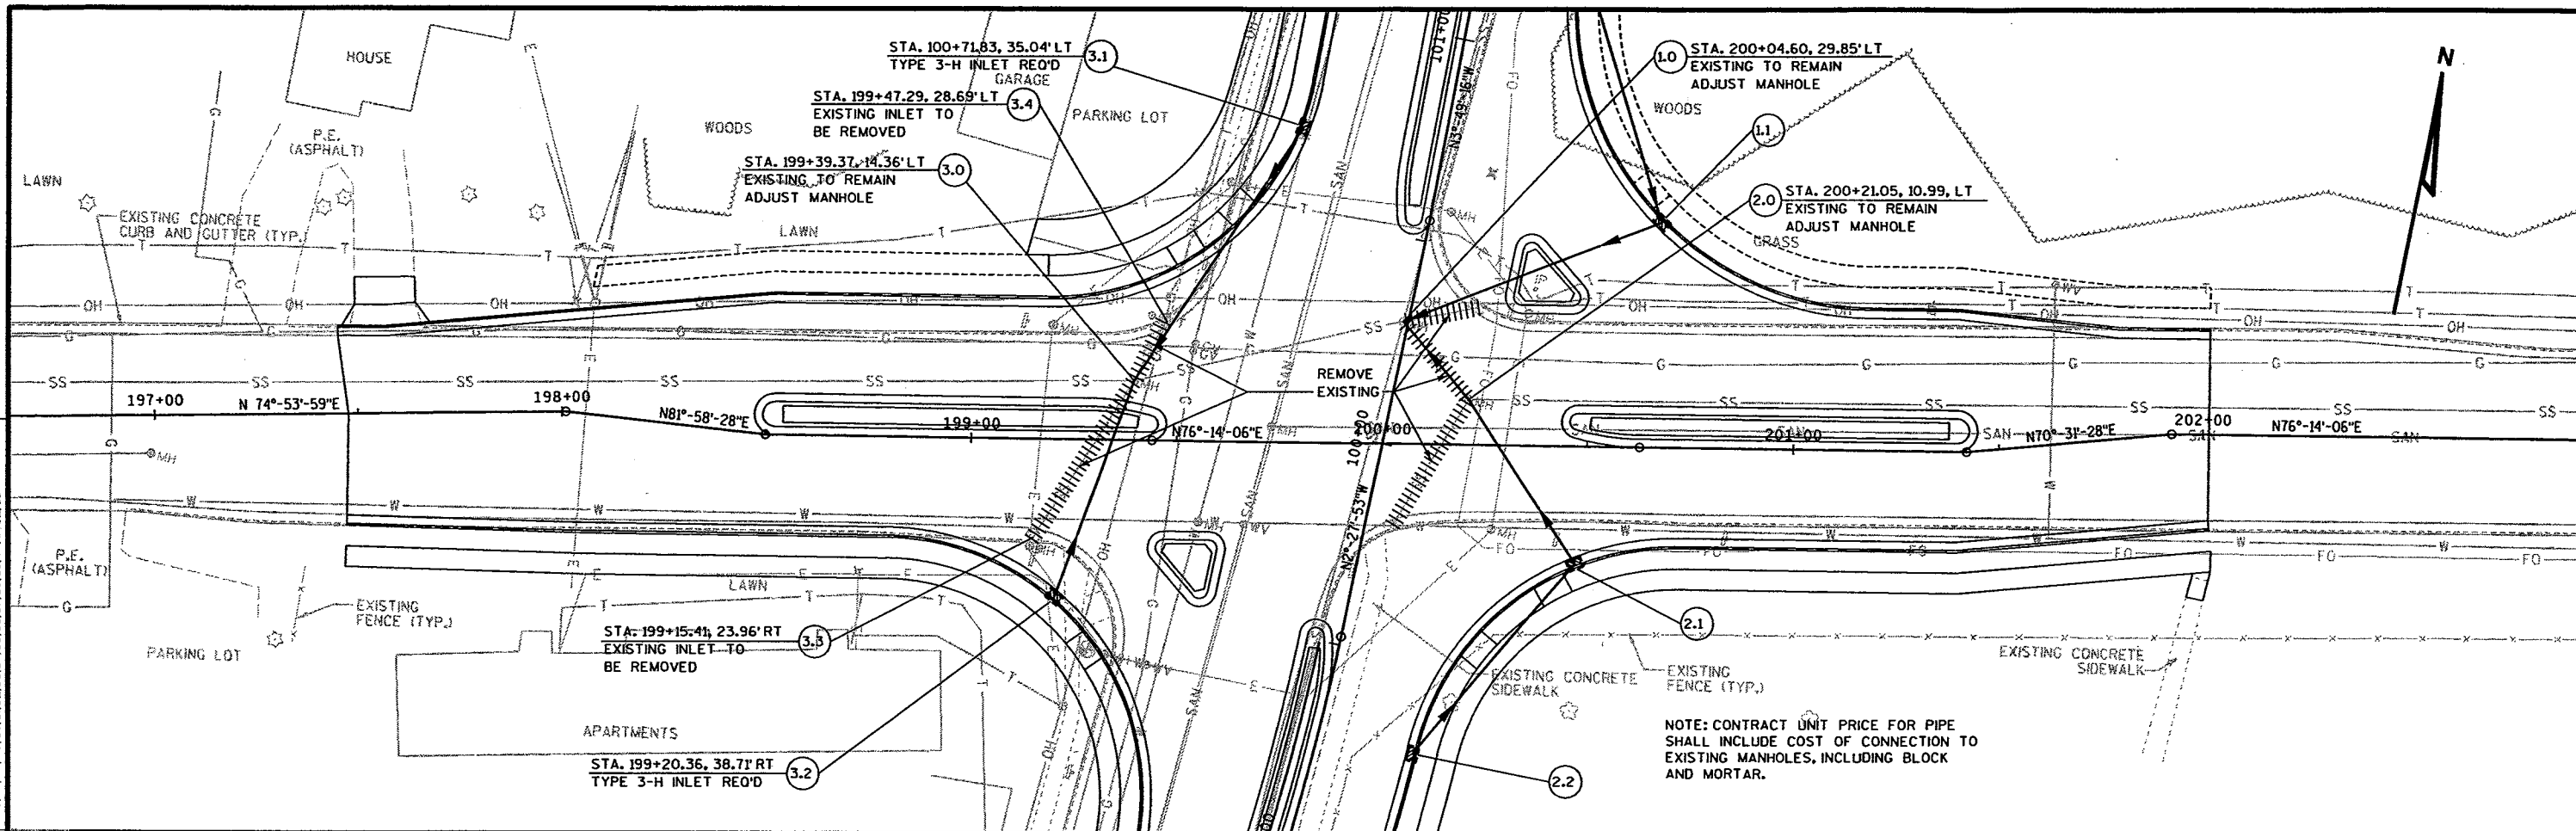 HOUSE
P.E.
(ASPHALT)
LAWN
EXISTING CONCRETE
CURB AND GUTTER (TYP.)
WOODS
LAWN
STA. 100+71.83, 35.04' LT
TYPE 3-H INLET REQ'D
3.1
GARAGE
STA. 199+47.29, 28.69' LT
EXISTING INLET TO
BE REMOVED
3.4
PARKING LOT
STA. 199+39.37, 14.36' LT
EXISTING TO REMAIN
ADJUST MANHOLE
3.0
101+00
N3°-49'-16"W
1.0
STA. 200+04.60, 29.85' LT
EXISTING TO REMAIN
ADJUST MANHOLE
WOODS
1.1
2.0
STA. 200+21.05, 10.99, LT
EXISTING TO REMAIN
ADJUST MANHOLE
GRASS
N
REMOVE
EXISTING
197+00
N 74°-53'-59"E
198+00
N81°-58'-28"E
199+00
N76°-14'-06"E
100+00
200+00
201+00
N70°-31'-28"E
202+00
N76°-14'-06"E
N2°-21'-53"W
P.E.
(ASPHALT)
EXISTING
FENCE (TYP.)
PARKING LOT
LAWN
STA. 199+15.41, 23.96' RT
EXISTING INLET TO
BE REMOVED
3.3
APARTMENTS
STA. 199+20.36, 38.71' RT
TYPE 3-H INLET REQ'D
3.2
2.1
EXISTING CONCRETE
SIDEWALK
EXISTING
FENCE (TYP.)
EXISTING CONCRETE
SIDEWALK
2.2
NOTE: CONTRACT UNIT PRICE FOR PIPE
SHALL INCLUDE COST OF CONNECTION TO
EXISTING MANHOLES, INCLUDING BLOCK
AND MORTAR.